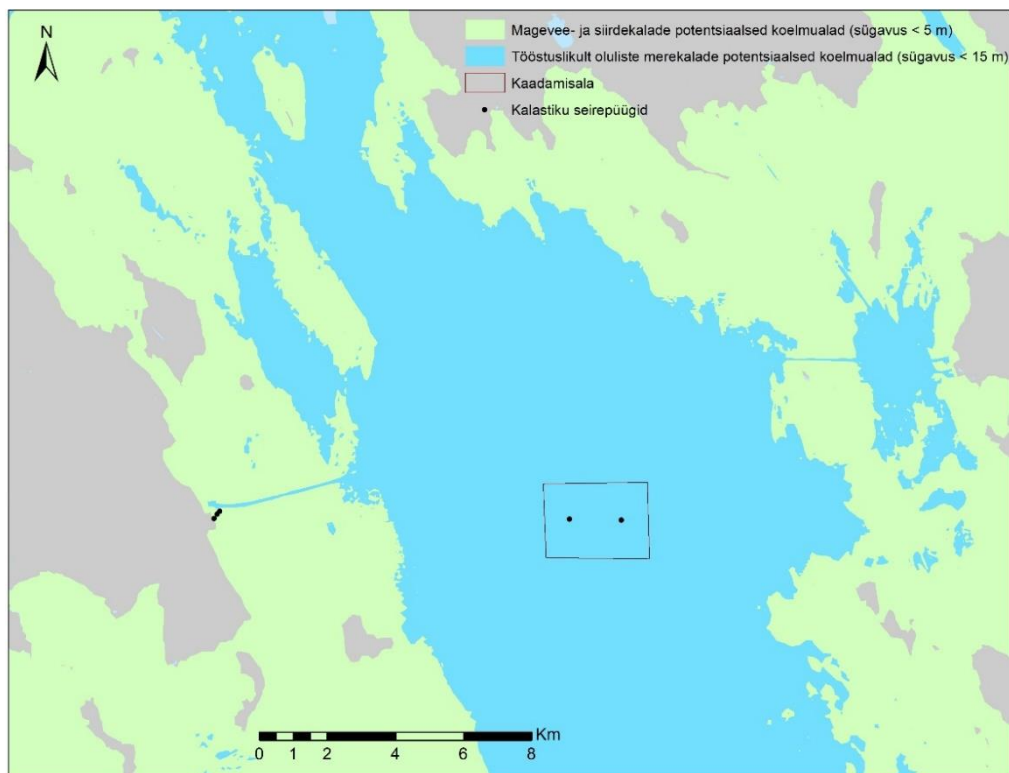 N
Magevee- ja siirdekalade potentsiaalsed koelmualad (sügavus < 5 m)
Tööstuslikult oluliste merekalade potentsiaalsed koelmualad (sügavus < 15 m)
Kaadamisala
Kalastiku seirepüügid
Km
0 1 2 4 6 8